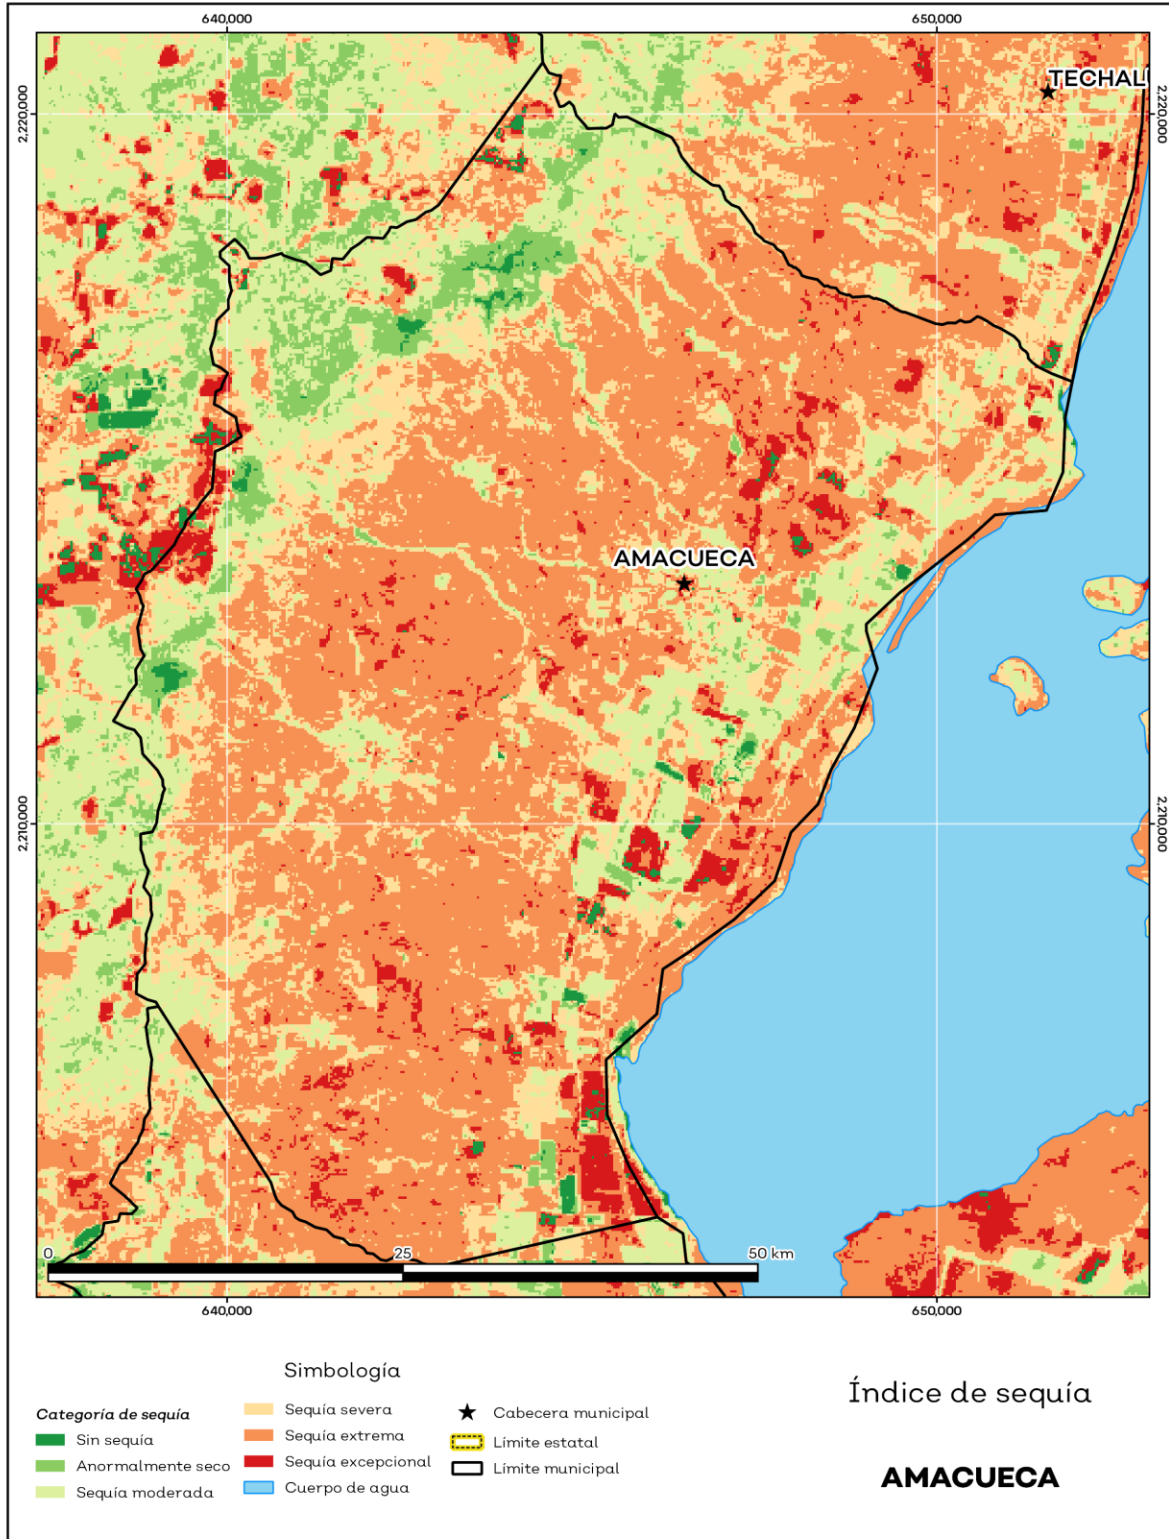 640,000
650,000
TECHALU
2,220,000
2,220,000
AMACUECA
2,210,000
2,210,000
0
25
50 km
640,000
650,000
Simbología
Categoría de sequía
Sin sequía
Anormalmente seco
Sequía moderada
Sequía severa
Sequía extrema
Sequía excepcional
Cuerpo de agua
Cabecera municipal
Límite estatal
Límite municipal
Índice de sequía
AMACUECA